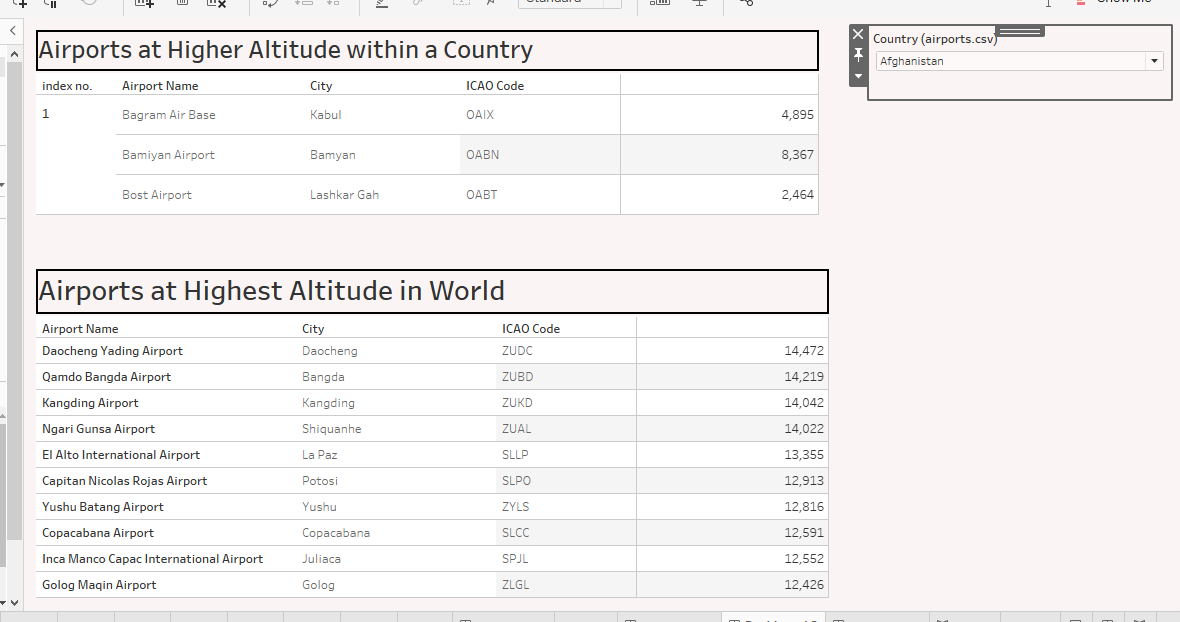 Standard
Show Me
Airports at Higher Altitude within a Country
index no. Airport Name City ICAO Code
1 Bagram Air Base Kabul OAIX 4,895
Bamiyan Airport Bamyan OABN 8,367
Bost Airport Lashkar Gah OABT 2,464
Country (airports.csv)
Afghanistan
Airports at Highest Altitude in World
Airport Name City ICAO Code
Daocheng Yading Airport Daocheng ZUDC 14,472
Qamdo Bangda Airport Bangda ZUBD 14,219
Kangding Airport Kangding ZUKD 14,042
Ngari Gunsa Airport Shiquanhe ZUAL 14,022
El Alto International Airport La Paz SLLP 13,355
Capitan Nicolas Rojas Airport Potosi SLPO 12,913
Yushu Batang Airport Yushu ZYLS 12,816
Copacabana Airport Copacabana SLCC 12,591
Inca Manco Capac International Airport Juliaca SPJL 12,552
Golog Maqin Airport Golog ZLGL 12,426